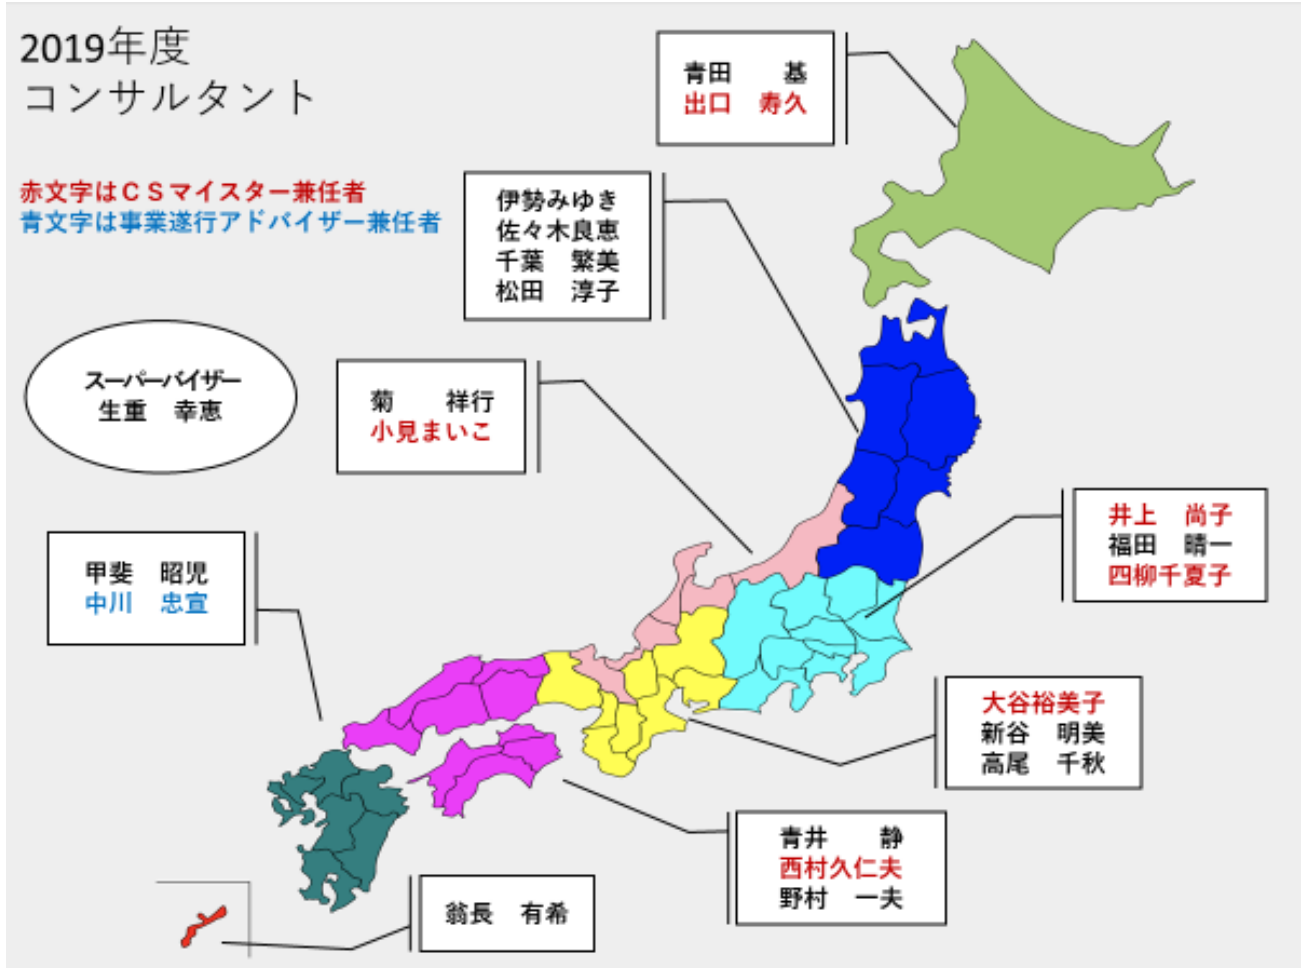 2019年度
コンサルタント
赤文字はＣＳマイスター兼任者
青文字は事業遂行アドバイザー兼任者
青田　　基
出口　寿久
伊勢みゆき
佐々木良恵
千葉　繁美
松田　淳子
スーパーバイザー
生重　幸恵
菊　　祥行
小見まいこ
井上　尚子
福田　晴一
四柳千夏子
甲斐　昭児
中川　忠宣
大谷裕美子
新谷　明美
高尾　千秋
青井　　静
西村久仁夫
野村　一夫
翁長　有希